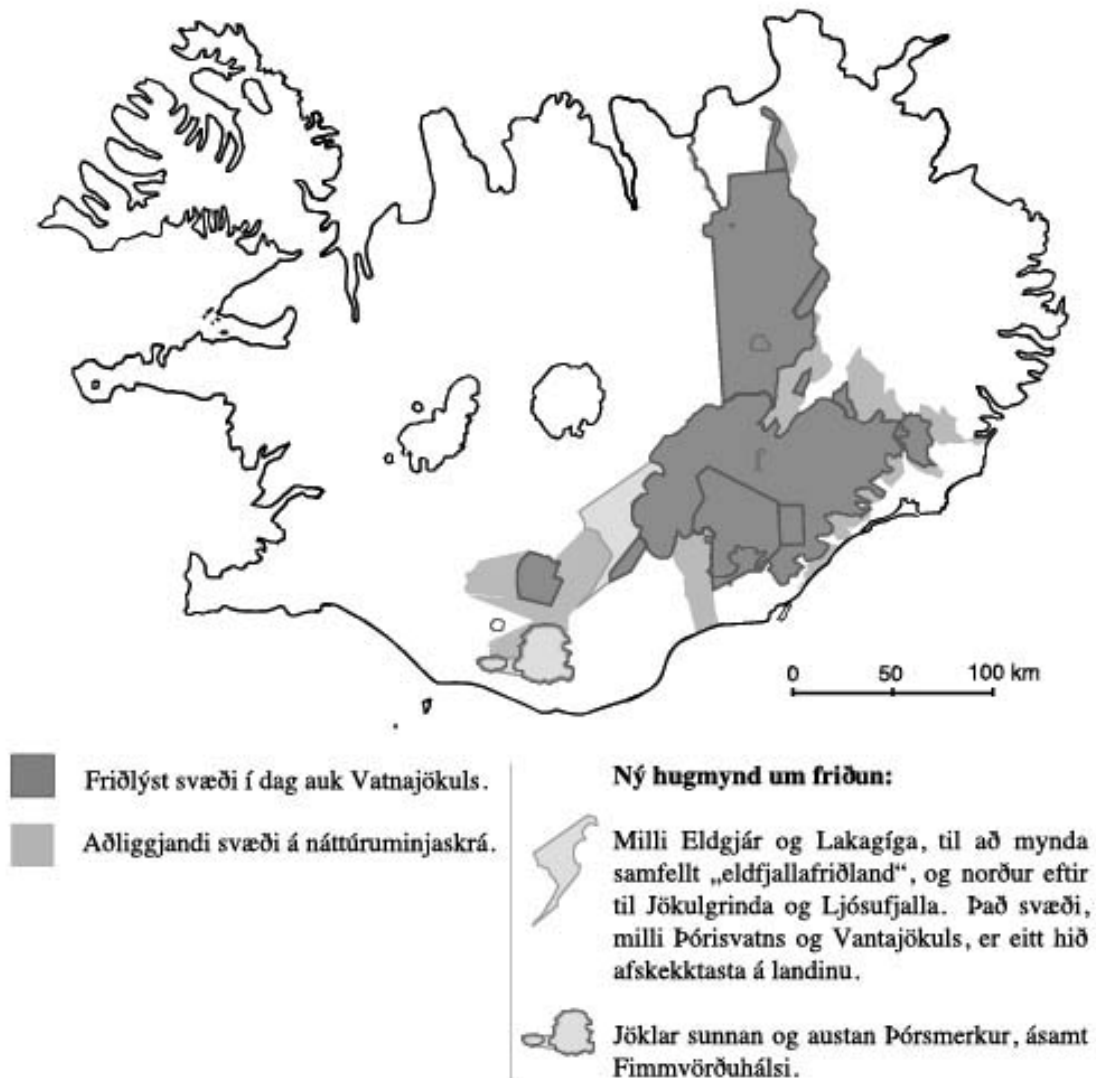 0 50 100 km
Friðlýst svæði í dag auk Vatnajökuls.
Aðliggjandi svæði á náttúruminjaskrá.
Ný hugmynd um friðun:
Milli Eldgjár og Lakagíga, til að mynda
samfellt „eldfjallafriðland“, og norður eftir
til Jökulgrinda og Ljósufjalla. Það svæði,
milli Þórisvatns og Vantajökuls, er eitt hið
afskekktasta á landinu.
Jöklar sunnan og austan Þórsmerkur, ásamt
Fimmvörðuhálsi.